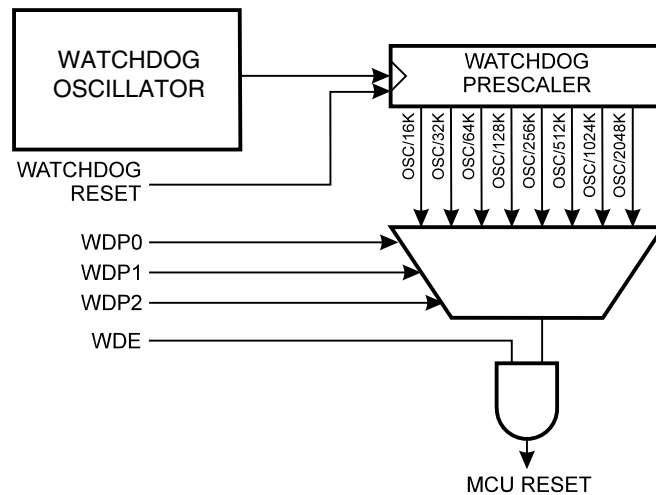 WATCHDOG
OSCILLATOR
WATCHDOG
PRESCALER
OSC/16K
OSC/32K
OSC/64K
OSC/128K
OSC/256K
OSC/512K
OSC/1024K
OSC/2048K
WATCHDOG
RESET
WDP0
WDP1
WDP2
WDE
MCU RESET